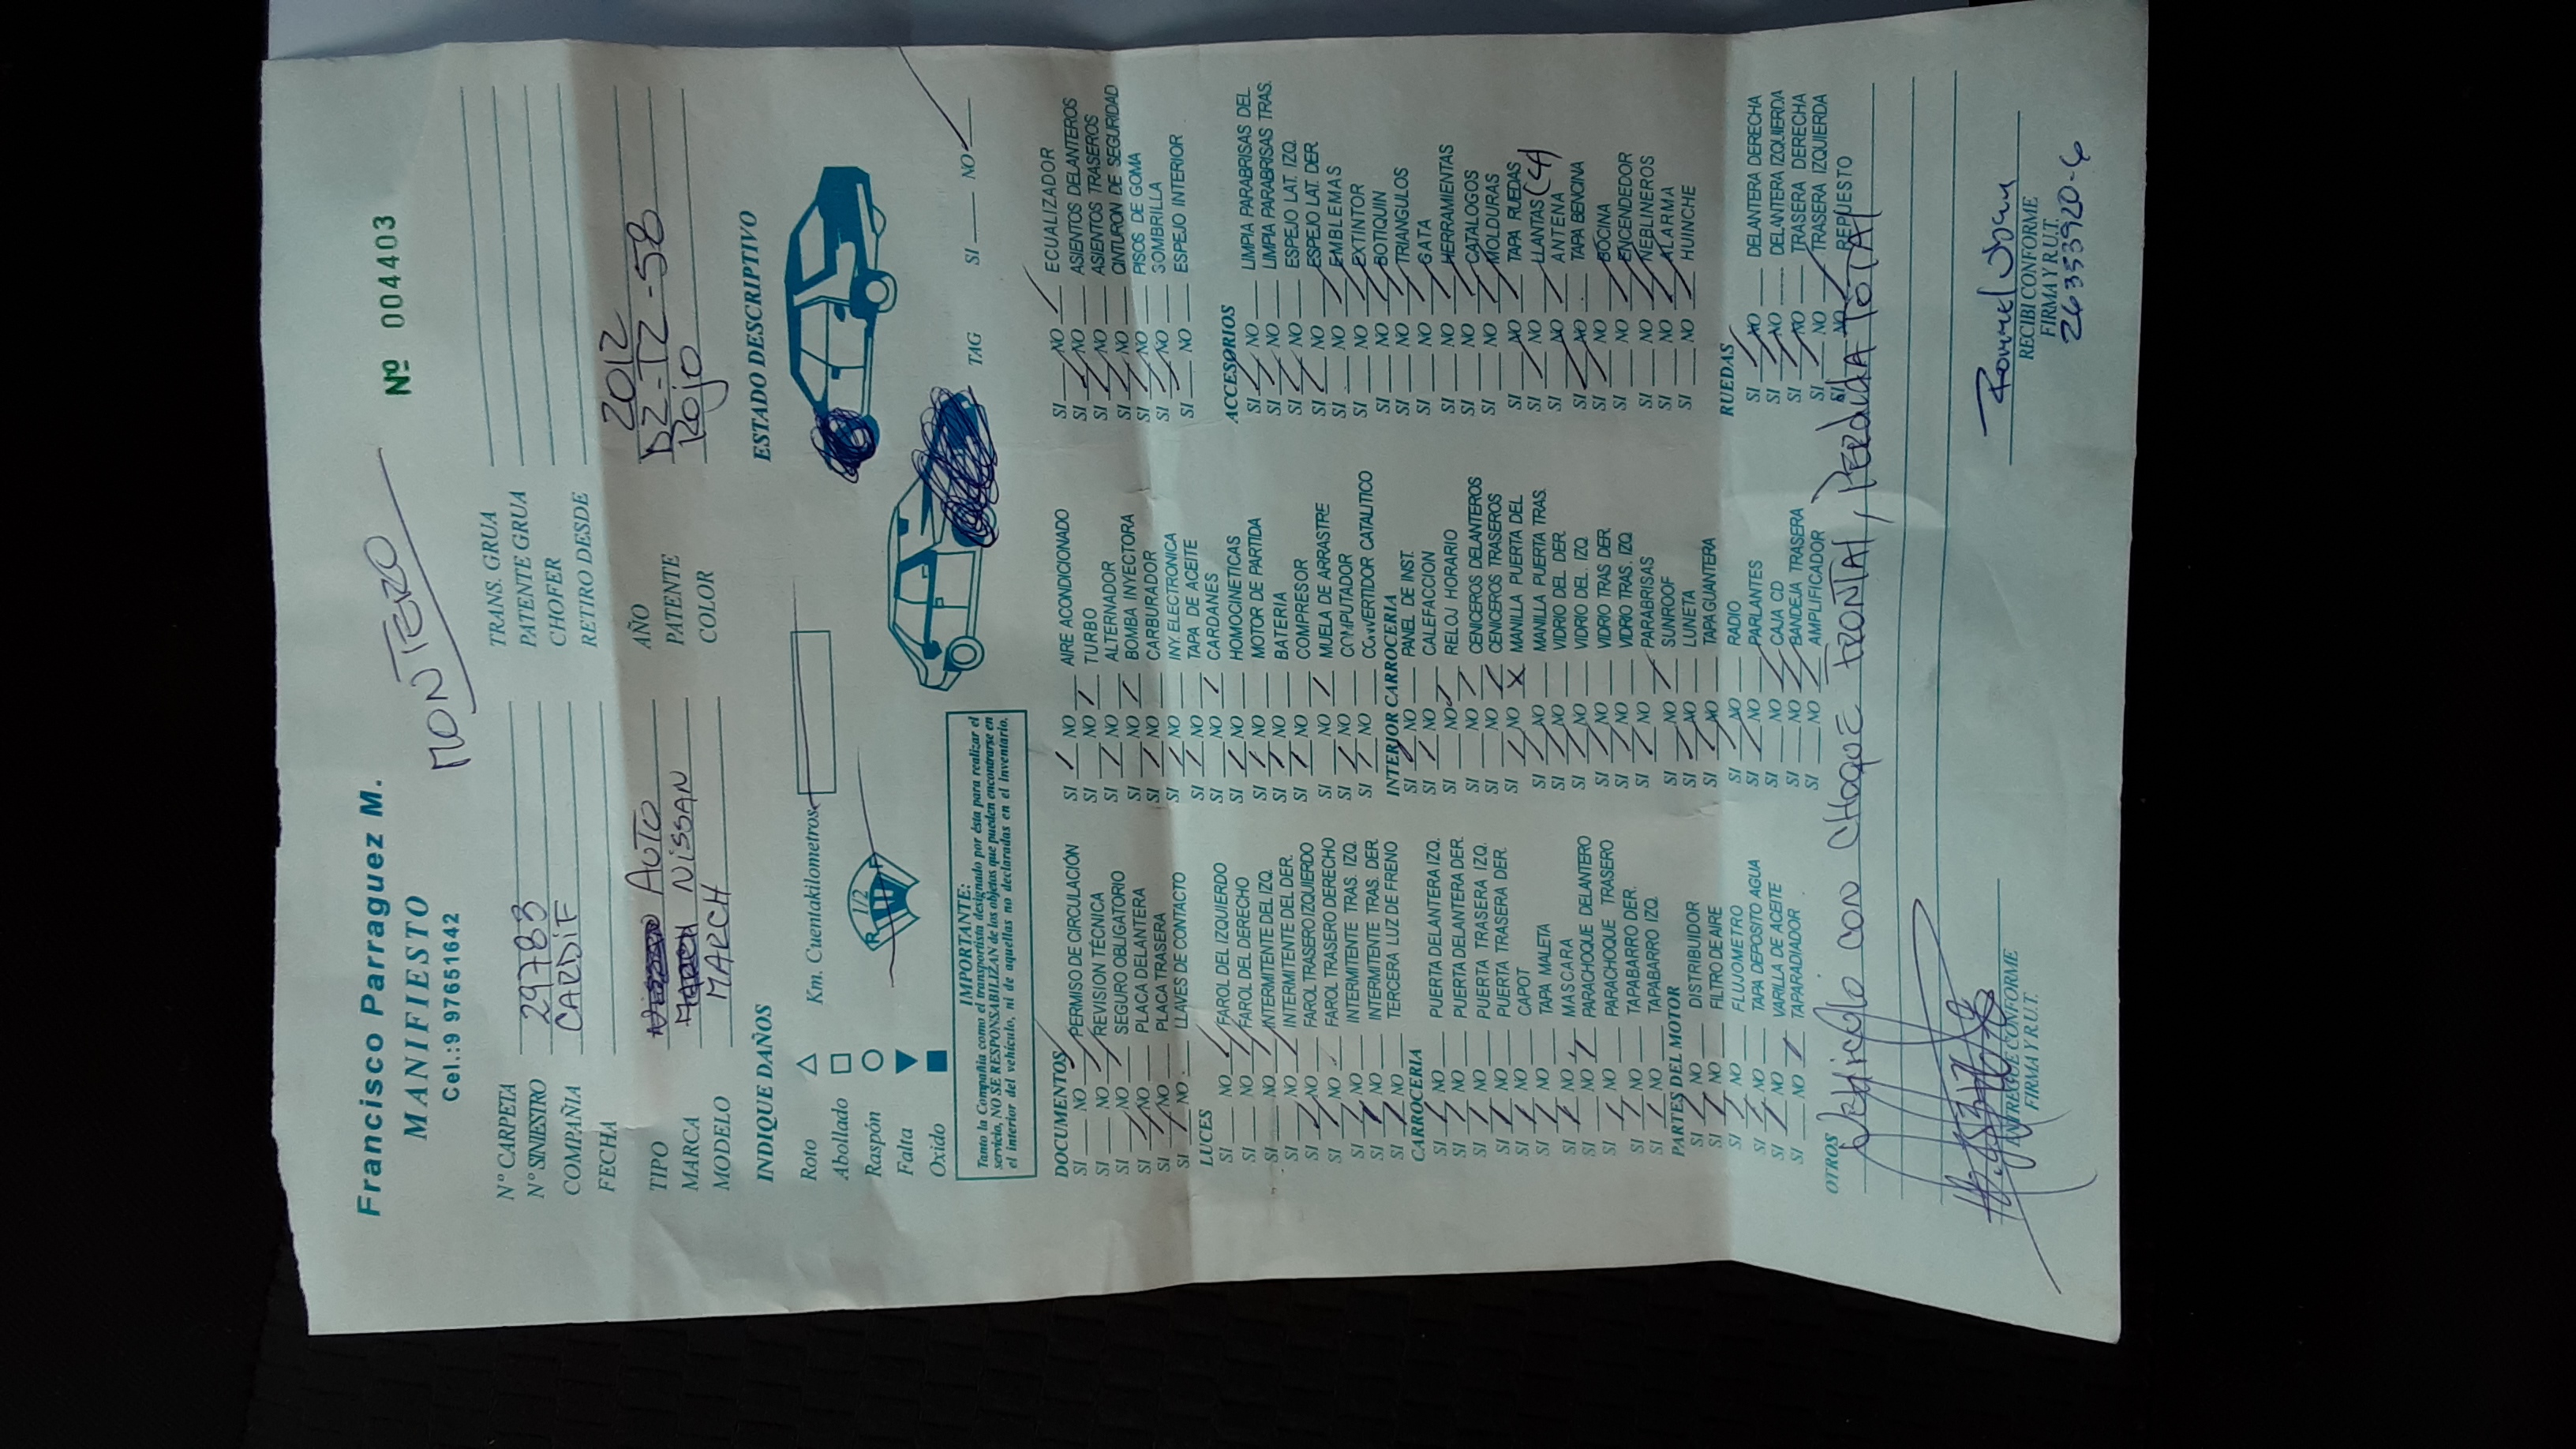 Francisco Parraguez M.
MANIFIESTO
Cel.: 9 97651642
MONTERO
Nº 004403
Nº CARPETA
TRANS. GRUA
Nº SINIESTRO 29783
PATENTE GRUA
COMPAÑIA CARDIF
CHOFER
FECHA
RETIRO DESDE
TIPO AUTO
AÑO 2012
MARCA NISSAN
PATENTE DZ-TZ-58
MODELO MARCH
COLOR Rojo
INDIQUE DAÑOS
ESTADO DESCRIPTIVO
Roto
Abollado
Raspón
Falta
Oxido
Km. Cuentakilometros
R 1/2 F
IMPORTANTE:
Tanto la Compañia como el transportista designado por ésta para realizar el
servicio, NO SE RESPONSABILIZAN de los objetos que pueden encontrarse en
el interior del vehículo, ni de aquellas no declaradas en el inventario.
TAG SI NO
DOCUMENTOS
SI NO PERMISO DE CIRCULACIÓN
SI NO REVISION TÉCNICA
SI NO SEGURO OBLIGATORIO
SI NO PLACA DELANTERA
SI NO PLACA TRASERA
SI NO LLAVES DE CONTACTO
LUCES
SI NO FAROL DEL IZQUIERDO
SI NO FAROL DEL DERECHO
SI NO INTERMITENTE DEL IZQ.
SI NO INTERMITENTE DEL DER.
SI NO FAROL TRASERO IZQUIERDO
SI NO FAROL TRASERO DERECHO
SI NO INTERMITENTE TRAS. IZQ.
SI NO INTERMITENTE TRAS. DER.
SI NO TERCERA LUZ DE FRENO
CARROCERIA
SI NO PUERTA DELANTERA IZQ.
SI NO PUERTA DELANTERA DER.
SI NO PUERTA TRASERA IZQ.
SI NO PUERTA TRASERA DER.
SI NO CAPOT
SI NO TAPA MALETA
SI NO MASCARA
SI NO PARACHOQUE DELANTERO
SI NO PARACHOQUE TRASERO
SI NO TAPABARRO DER.
SI NO TAPABARRO IZQ.
PARTES DEL MOTOR
SI NO DISTRIBUIDOR
SI NO FILTRO DE AIRE
SI NO FLUJOMETRO
SI NO TAPA DEPOSITO AGUA
SI NO VARILLA DE ACEITE
SI NO TAPARADIADOR
SI NO AIRE ACONDICIONADO
SI NO TURBO
SI NO ALTERNADOR
SI NO BOMBA INYECTORA
SI NO CARBURADOR
SI NO INY. ELECTRONICA
SI NO TAPA DE ACEITE
SI NO CARDANES
SI NO HOMOCINETICAS
SI NO MOTOR DE PARTIDA
SI NO BATERIA
SI NO COMPRESOR
SI NO MUELA DE ARRASTRE
SI NO COMPUTADOR
SI NO CONVERTIDOR CATALITICO
INTERIOR CARROCERIA
SI NO PANEL DE INST.
SI NO CALEFACCION
SI NO RELOJ HORARIO
SI NO CENICEROS DELANTEROS
SI NO CENICEROS TRASEROS
SI NO MANILLA PUERTA DEL
SI NO MANILLA PUERTA TRAS.
SI NO VIDRIO DEL. DER.
SI NO VIDRIO DEL. IZQ.
SI NO VIDRIO TRAS DER.
SI NO VIDRIO TRAS. IZQ
SI NO PARABRISAS
SI NO SUNROOF
SI NO LUNETA
SI NO TAPAGUANTERA
SI NO RADIO
SI NO PARLANTES
SI NO CAJA CD
SI NO BANDEJA TRASERA
SI NO AMPLIFICADOR
SI NO ECUALIZADOR
SI NO ASIENTOS DELANTEROS
SI NO ASIENTOS TRASEROS
SI NO CINTURON DE SEGURIDAD
SI NO PISOS DE GOMA
SI NO SOMBRILLA
SI NO ESPEJO INTERIOR
ACCESORIOS
SI NO LIMPIA PARABRISAS DEL.
SI NO LIMPIA PARABRISAS TRAS.
SI NO ESPEJO LAT. IZQ.
SI NO ESPEJO LAT. DER.
SI NO EMBLEMAS
SI NO EXTINTOR
SI NO BOTIQUIN
SI NO TRIANGULOS
SI NO GATA
SI NO HERRAMIENTAS
SI NO CATALOGOS
SI NO MOLDURAS
SI NO TAPA RUEDAS
SI NO LLANTAS (4)
SI NO ANTENA
SI NO TAPA BENCINA
SI NO BOCINA
SI NO ENCENDEDOR
SI NO NEBLINEROS
SI NO ALARMA
SI NO HUINCHE
RUEDAS
SI NO DELANTERA DERECHA
SI NO DELANTERA IZQUIERDA
SI NO TRASERA DERECHA
SI NO TRASERA IZQUIERDA
SI NO REPUESTO
OTROS Vehiculo con CHOQUE FRONTAL, Perdida TOTAL
ENTREGUE CONFORME
FIRMA Y R.U.T.
RECIBI CONFORME
FIRMA Y R.U.T.
26353920-6